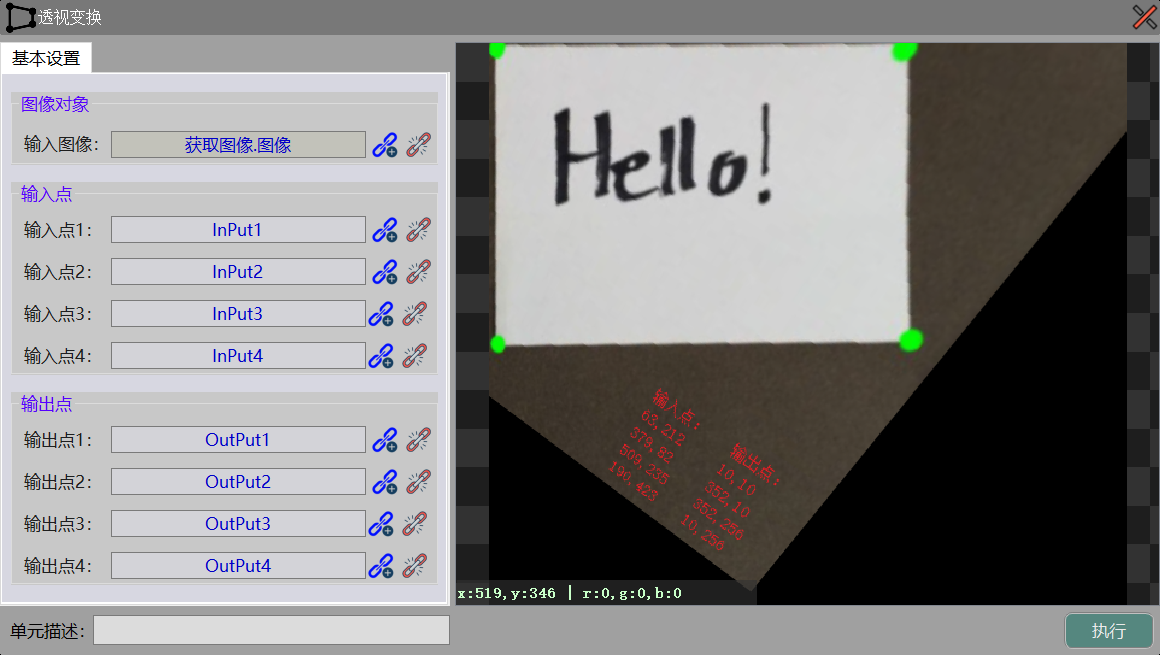 透视变换
基本设置
图像对象
输入图像： 获取图像.图像
输入点
输入点1： InPut1
输入点2： InPut2
输入点3： InPut3
输入点4： InPut4
输出点
输出点1： OutPut1
输出点2： OutPut2
输出点3： OutPut3
输出点4： OutPut4
单元描述：
Hello!
输入点：
63,212
379,82
509,235
190,423
输出点：
10,10
352,10
352,256
10,256
x:519,y:346 | r:0,g:0,b:0
执行